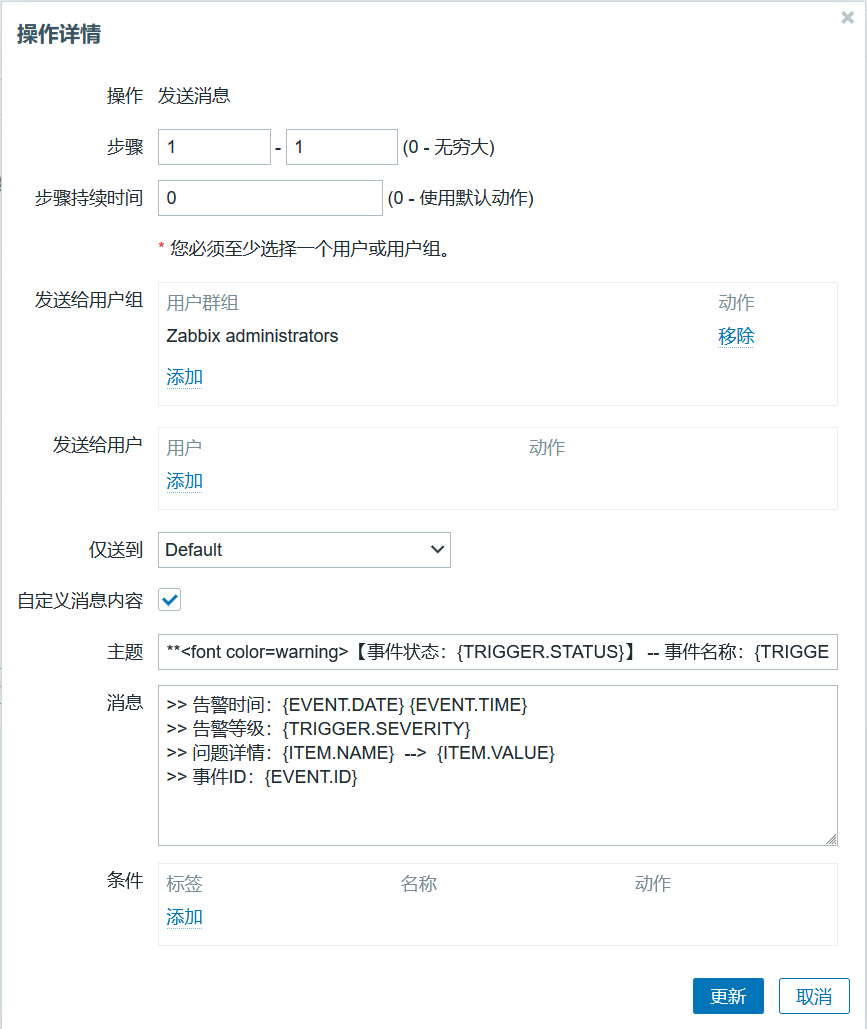 操作详情
操作 发送消息
步骤 1 - 1 (0 - 无穷大)
步骤持续时间 0 (0 - 使用默认动作)
* 您必须至少选择一个用户或用户组。
发送给用户组 用户群组 动作
Zabbix administrators 移除
添加
发送给用户 用户 动作
添加
仅送到 Default
自定义消息内容
主题 **<font color=warning>【事件状态：{TRIGGER.STATUS}】 -- 事件名称：{TRIGGE
消息 >> 告警时间：{EVENT.DATE} {EVENT.TIME}
>> 告警等级：{TRIGGER.SEVERITY}
>> 问题详情：{ITEM.NAME} --> {ITEM.VALUE}
>> 事件ID：{EVENT.ID}
条件 标签 名称 动作
添加
更新 取消